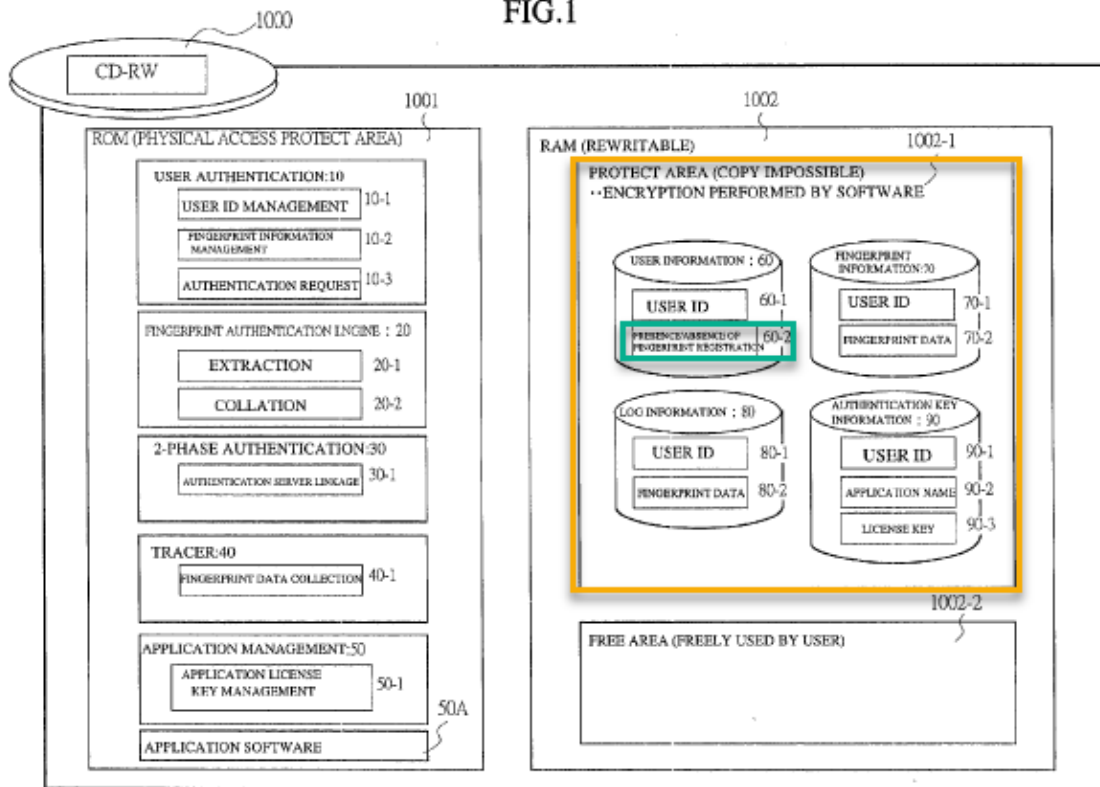 FIG.1
1000
CD-RW
1001
ROM (PHYSICAL ACCESS PROTECT AREA)
USER AUTHENTICATION:10
USER ID MANAGEMENT 10-1
FINGERPRINT INFORMATION
MANAGEMENT 10-2
AUTHENTICATION REQUEST 10-3
FINGERPRINT AUTHENTICATION ENGINE : 20
EXTRACTION 20-1
COLLATION 20-2
2-PHASE AUTHENTICATION:30
AUTHENTICATION SERVER LINKAGE 30-1
TRACER:40
FINGERPRINT DATA COLLECTION 40-1
APPLICATION MANAGEMENT:50
APPLICATION LICENSE
KEY MANAGEMENT 50-1
50A
APPLICATION SOFTWARE
1002
RAM (REWRITABLE)
1002-1
PROTECT AREA (COPY IMPOSSIBLE)
··ENCRYPTION PERFORMED BY SOFTWARE
USER INFORMATION : 60
USER ID 60-1
PRESENCE/ABSENCE OF
FINGERPRINT REGISTRATION 60-2
FINGERPRINT
INFORMATION:70
USER ID 70-1
FINGERPRINT DATA 70-2
LOG INFORMATION : 80
USER ID 80-1
FINGERPRINT DATA 80-2
AUTHENTICATION KEY
INFORMATION : 90
USER ID 90-1
APPLICATION NAME 90-2
LICENSE KEY 90-3
1002-2
FREE AREA (FREELY USED BY USER)